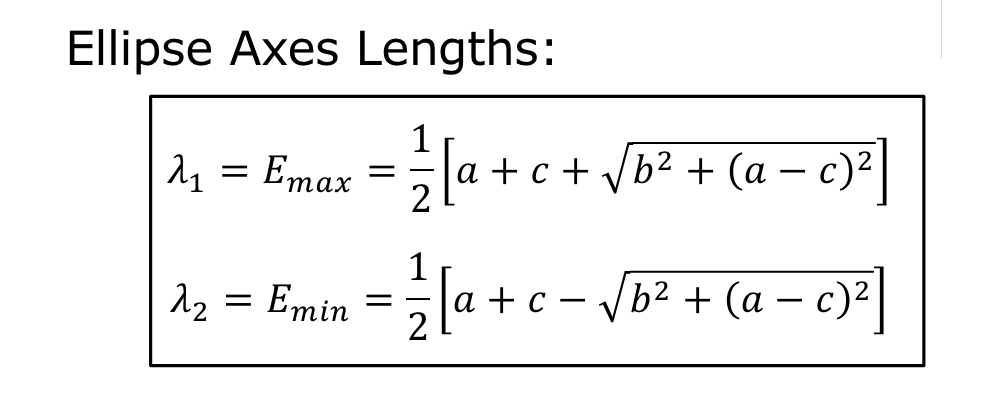 Ellipse Axes Lengths:
λ₁ = E_max = 1/2 [a + c + √(b² + (a − c)²)]
λ₂ = E_min = 1/2 [a + c − √(b² + (a − c)²)]